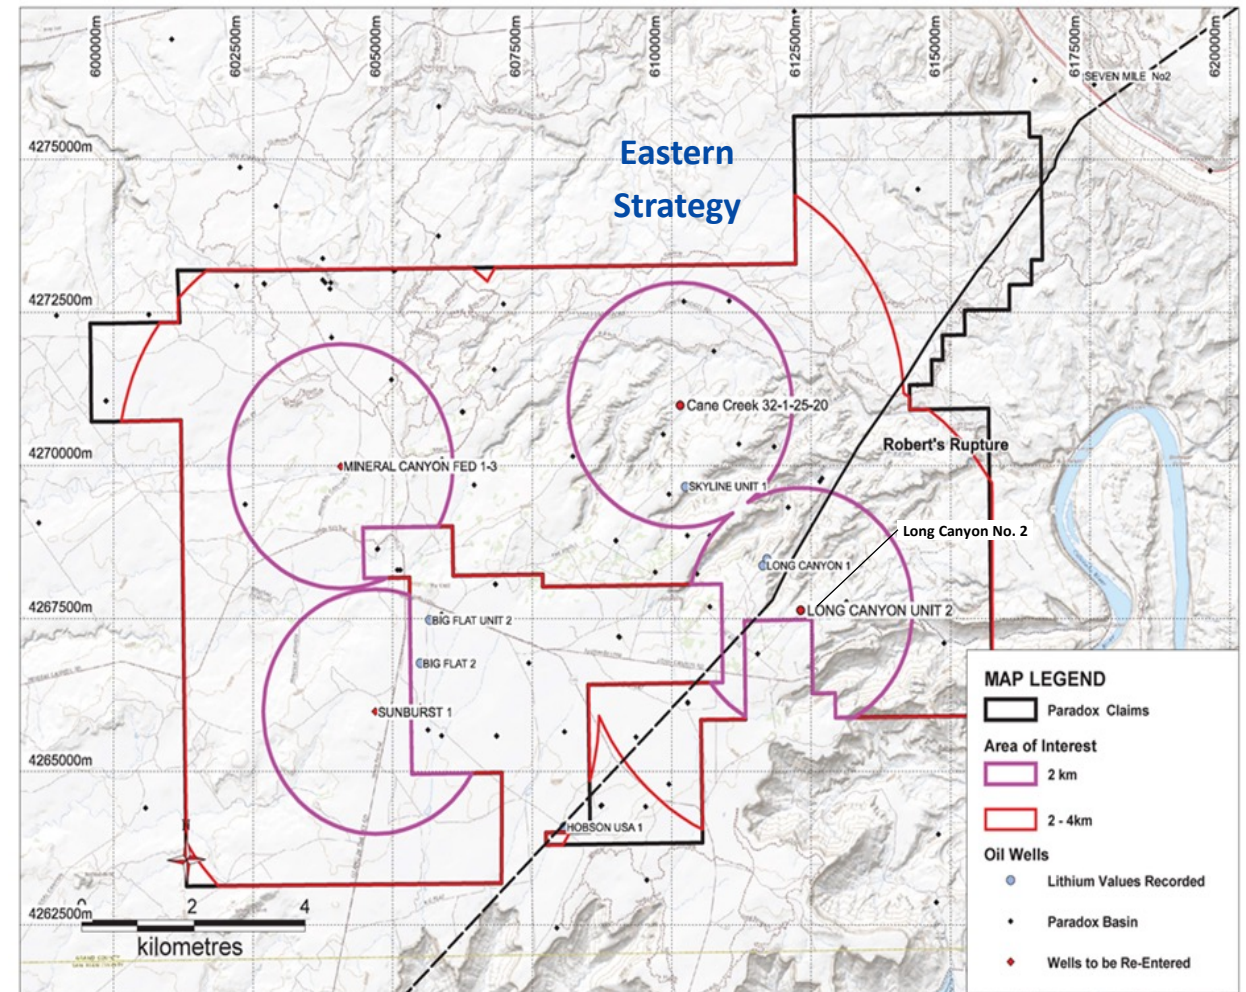 600000m
602500m
605000m
607500m
610000m
612500m
615000m
617500m
620000m
SEVEN MILE No2
4275000m
Eastern
Strategy
4272500m
Cane Creek 32-1-25-20
Robert's Rupture
4270000m
MINERAL CANYON FED 1-3
SKYLINE UNIT 1
Long Canyon No. 2
LONG CANYON 1
4267500m
LONG CANYON UNIT 2
BIG FLAT UNIT 2
BIG FLAT 2
SUNBURST 1
4265000m
HOBSON USA 1
N
4262500m
0 2 4
kilometres
MAP LEGEND
Paradox Claims
Area of Interest
2 km
2 - 4km
Oil Wells
Lithium Values Recorded
Paradox Basin
Wells to be Re-Entered